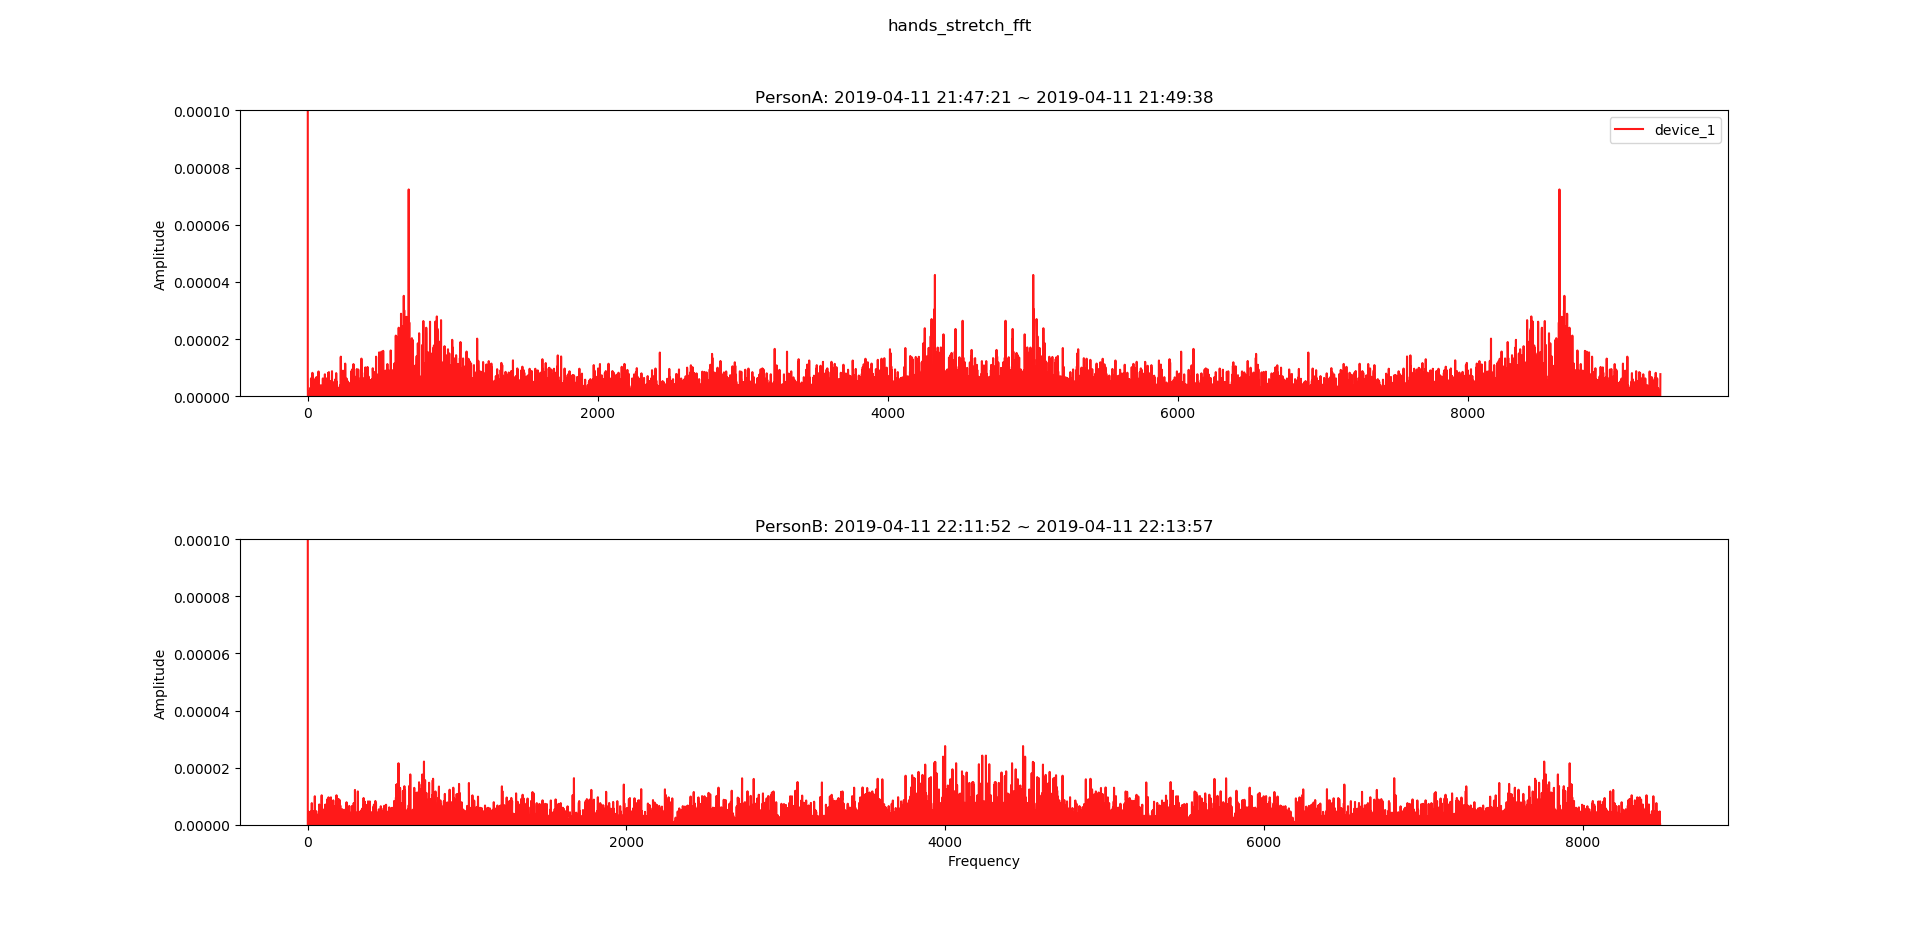 hands_stretch_fft
PersonA: 2019-04-11 21:47:21 ~ 2019-04-11 21:49:38
device_1
Amplitude
0.00010
0.00008
0.00006
0.00004
0.00002
0.00000
0 2000 4000 6000 8000
PersonB: 2019-04-11 22:11:52 ~ 2019-04-11 22:13:57
Amplitude
0.00010
0.00008
0.00006
0.00004
0.00002
0.00000
0 2000 4000 6000 8000
Frequency